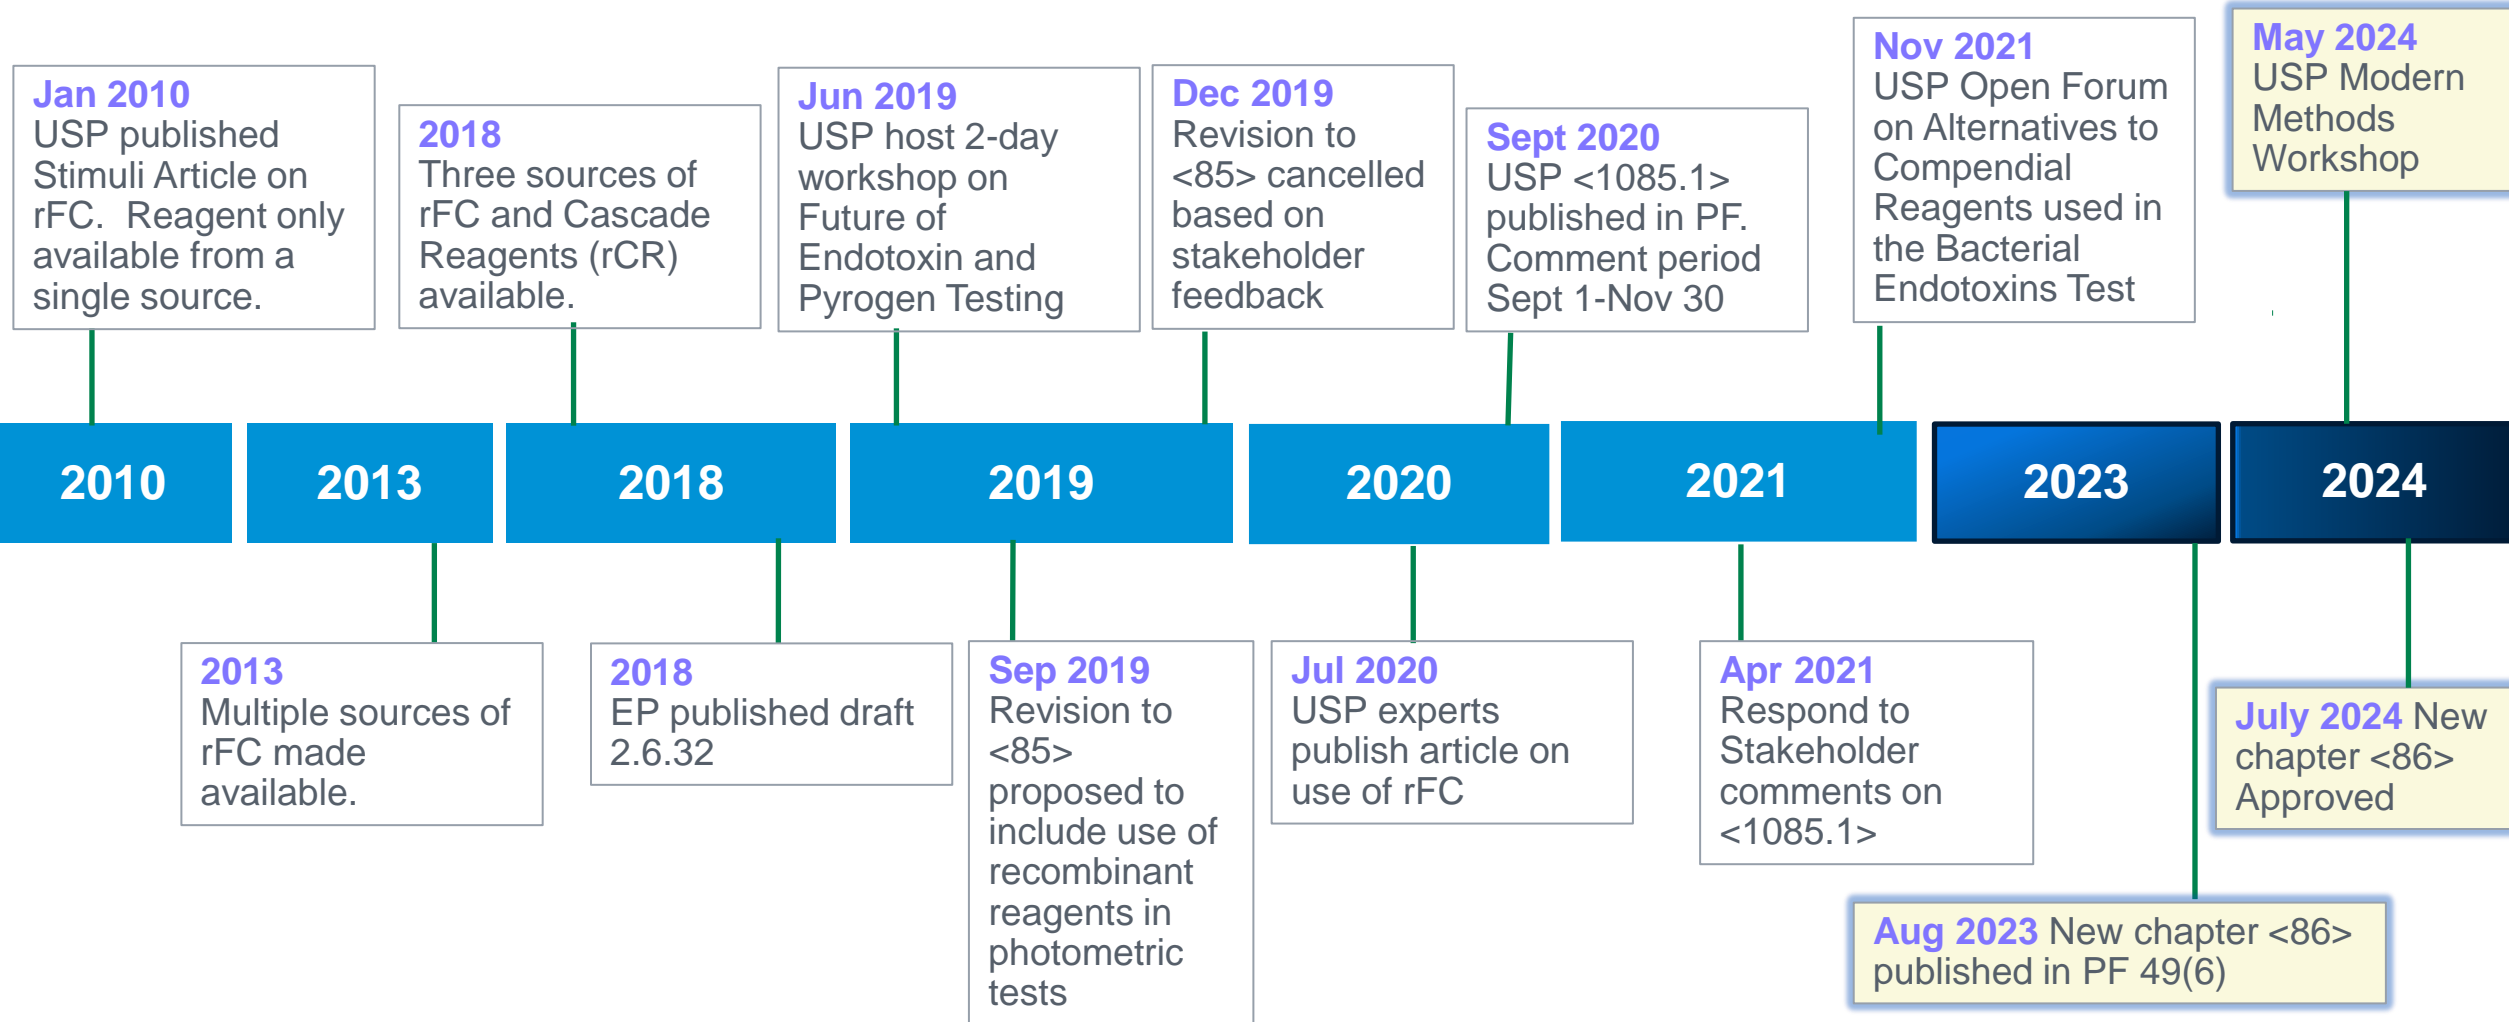 Jan 2010
USP published
Stimuli Article on
rFC. Reagent only
available from a
single source.
2018
Three sources of
rFC and Cascade
Reagents (rCR)
available.
Jun 2019
USP host 2-day
workshop on
Future of
Endotoxin and
Pyrogen Testing
Dec 2019
Revision to
<85> cancelled
based on
stakeholder
feedback
Sept 2020
USP <1085.1>
published in PF.
Comment period
Sept 1-Nov 30
Nov 2021
USP Open Forum
on Alternatives to
Compendial
Reagents used in
the Bacterial
Endotoxins Test
May 2024
USP Modern
Methods
Workshop
2010
2013
2018
2019
2020
2021
2023
2024
2013
Multiple sources of
rFC made
available.
2018
EP published draft
2.6.32
Sep 2019
Revision to
<85>
proposed to
include use of
recombinant
reagents in
photometric
tests
Jul 2020
USP experts
publish article on
use of rFC
Apr 2021
Respond to
Stakeholder
comments on
<1085.1>
July 2024 New
chapter <86>
Approved
Aug 2023 New chapter <86>
published in PF 49(6)